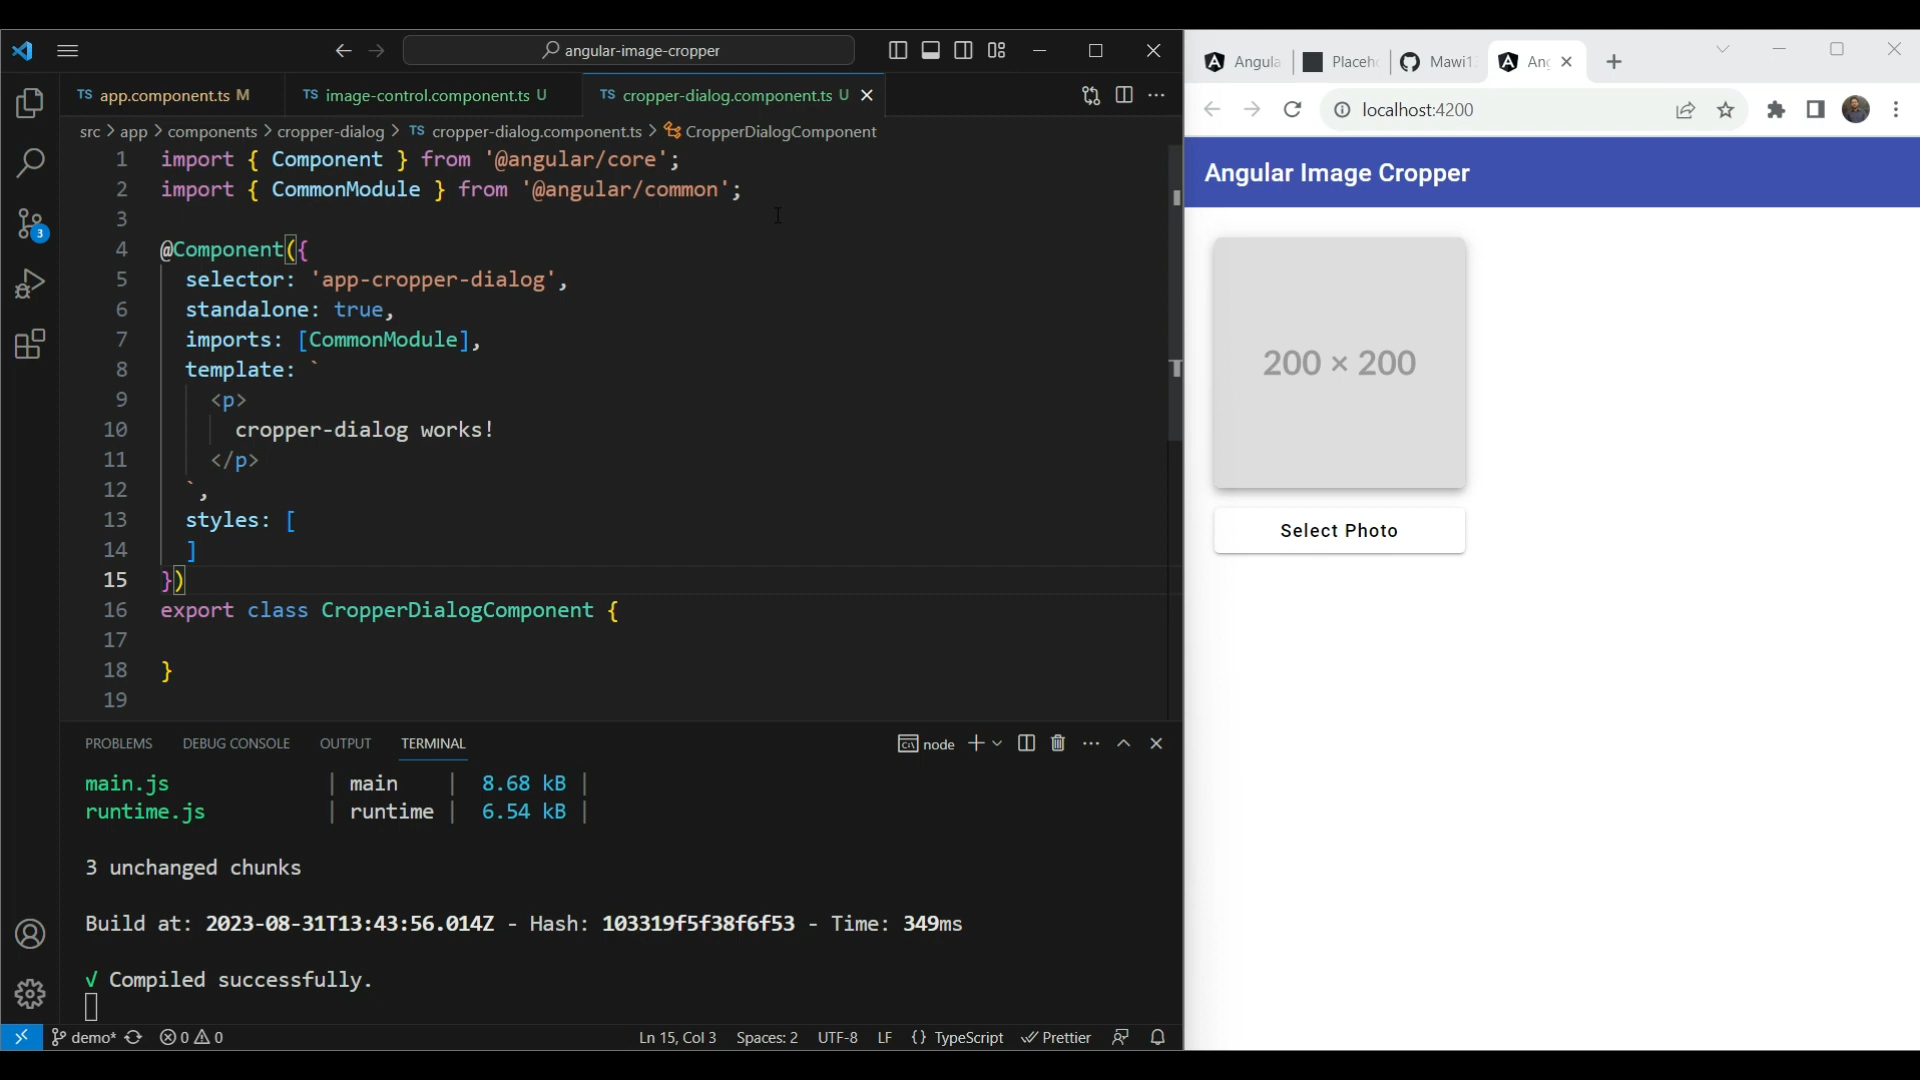 angular-image-cropper
TS app.component.ts M
TS image-control.component.ts U
TS cropper-dialog.component.ts U
src > app > components > cropper-dialog > TS cropper-dialog.component.ts > CropperDialogComponent
1 import { Component } from '@angular/core';
2 import { CommonModule } from '@angular/common';
3
4 @Component({
5 selector: 'app-cropper-dialog',
6 standalone: true,
7 imports: [CommonModule],
8 template: `
9 <p>
10 cropper-dialog works!
11 </p>
12 `,
13 styles: [
14 ]
15 })
16 export class CropperDialogComponent {
17
18 }
19
3
PROBLEMS DEBUG CONSOLE OUTPUT TERMINAL
node
main.js | main | 8.68 kB |
runtime.js | runtime | 6.54 kB |
3 unchanged chunks
Build at: 2023-08-31T13:43:56.014Z - Hash: 103319f5f38f6f53 - Time: 349ms
√ Compiled successfully.
demo* 0 0
Ln 15, Col 3 Spaces: 2 UTF-8 LF {} TypeScript Prettier
Angula
Placeh
Mawi1
Ang
localhost:4200
Angular Image Cropper
200 × 200
Select Photo